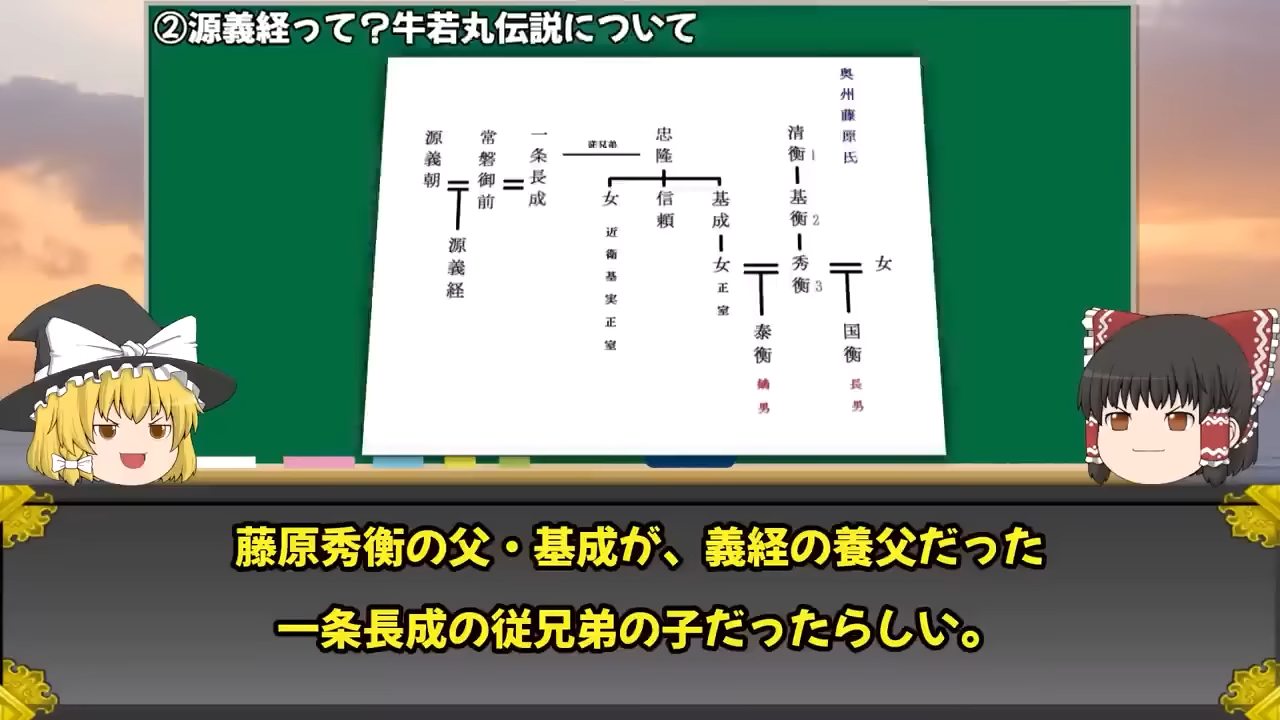 ②源義経って？牛若丸伝説について
奥州藤原氏
清衡1
基衡2
秀衡3
女
国衡
長男
泰衡
嫡男
忠隆
従兄弟
基成
女
正室
信頼
女
近衛基実正室
一条長成
常磐御前
源義朝
源義経
藤原秀衡の父・基成が、義経の養父だった
一条長成の従兄弟の子だったらしい。